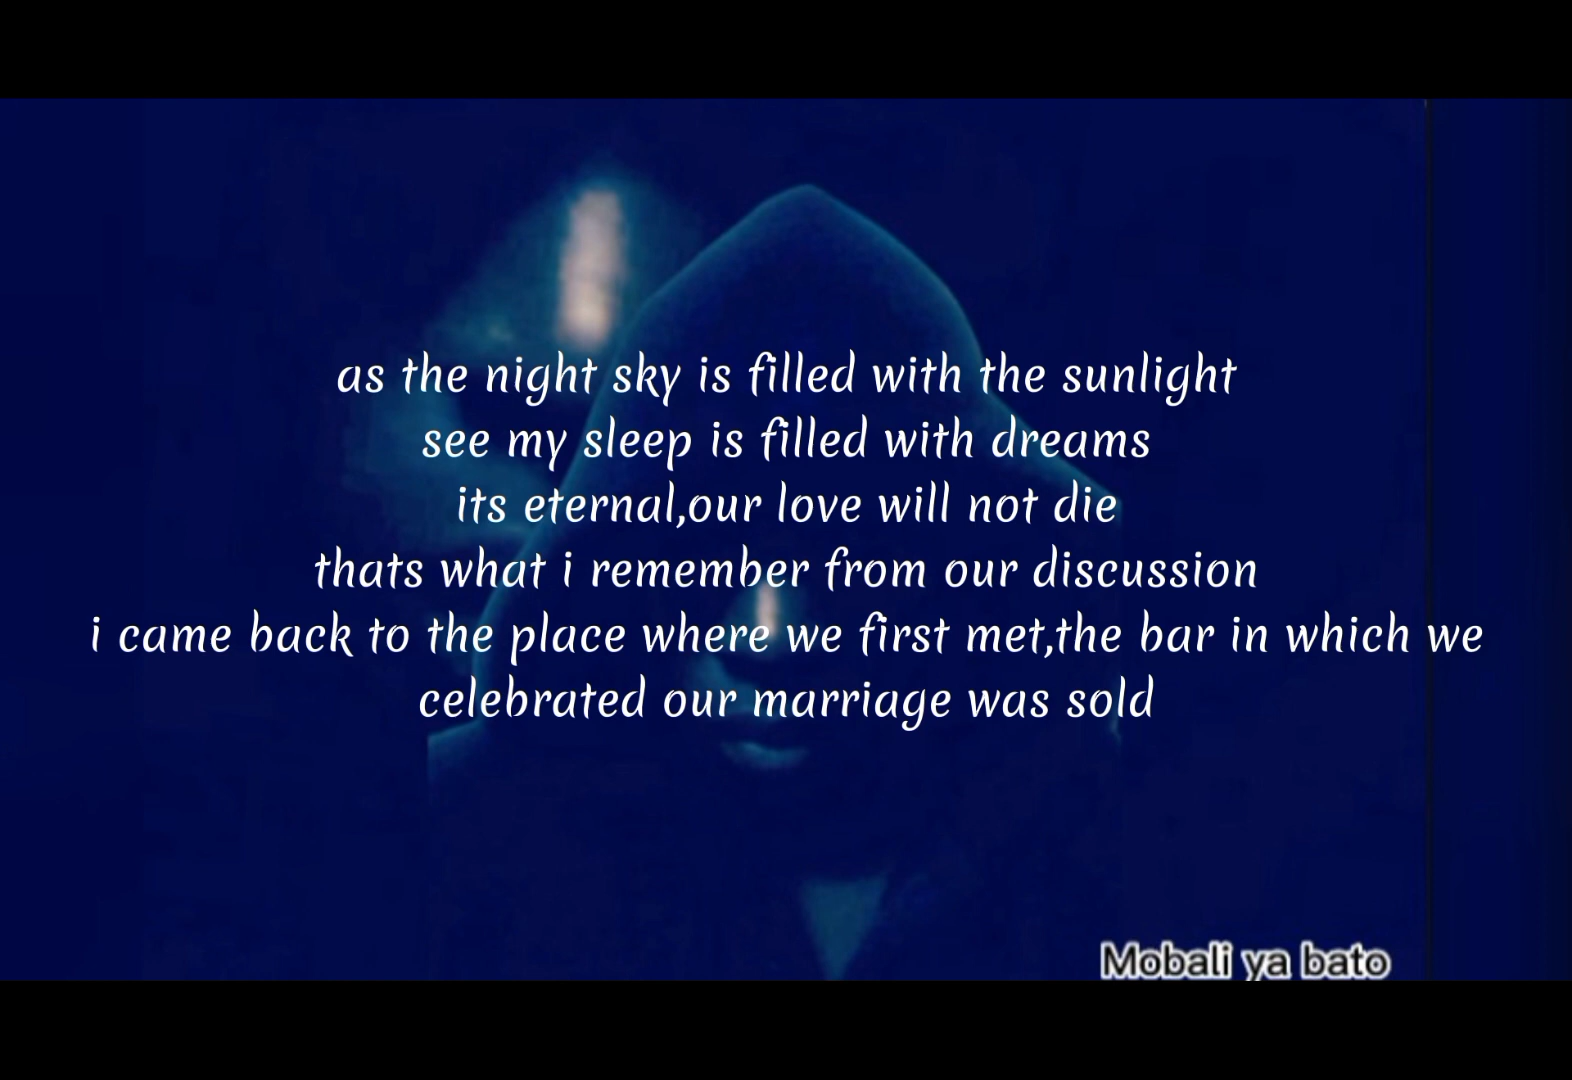 as the night sky is filled with the sunlight
see my sleep is filled with dreams
its eternal,our love will not die
thats what i remember from our discussion
i came back to the place where we first met,the bar in which we
celebrated our marriage was sold
Mobali ya bato